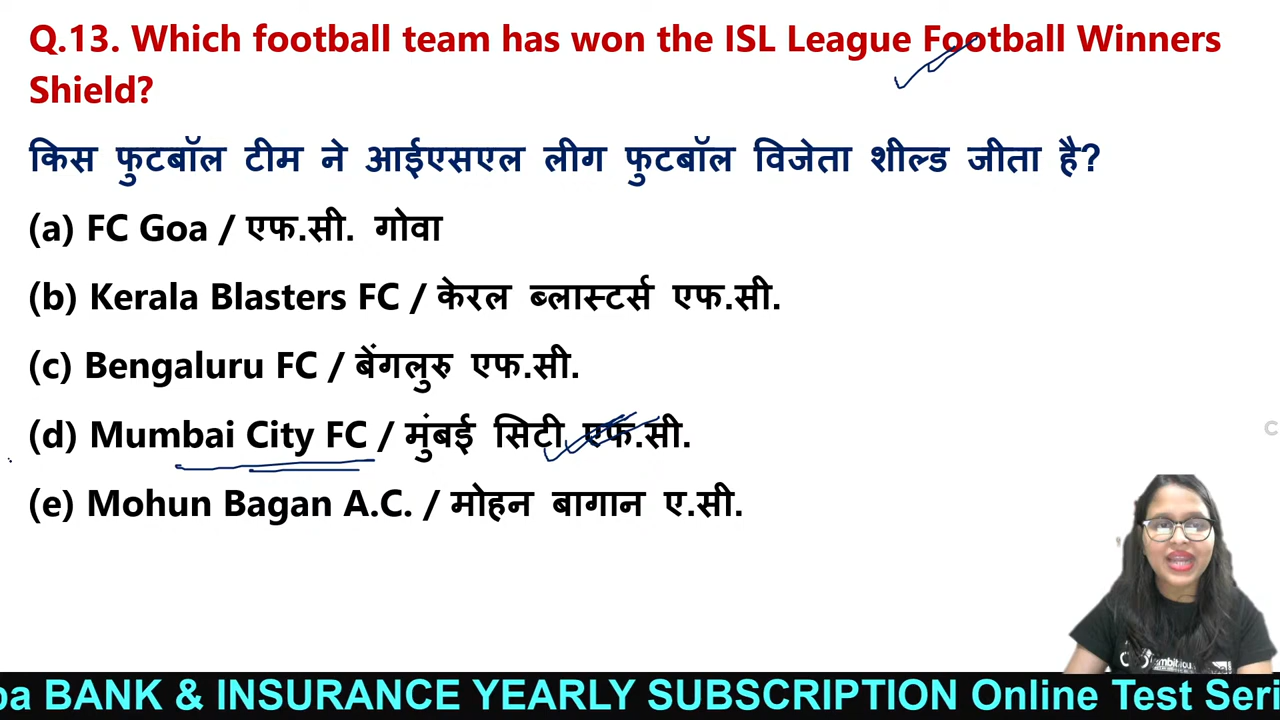 Q.13. Which football team has won the ISL League Football Winners
Shield?
किस फुटबॉल टीम ने आईएसएल लीग फुटबॉल विजेता शील्ड जीता है?
(a) FC Goa / एफ.सी. गोवा
(b) Kerala Blasters FC / केरल ब्लास्टर्स एफ.सी.
(c) Bengaluru FC / बेंगलुरु एफ.सी.
(d) Mumbai City FC / मुंबई सिटी एफ.सी.
(e) Mohun Bagan A.C. / मोहन बागान ए.सी.
pa BANK & INSURANCE YEARLY SUBSCRIPTION Online Test Seri